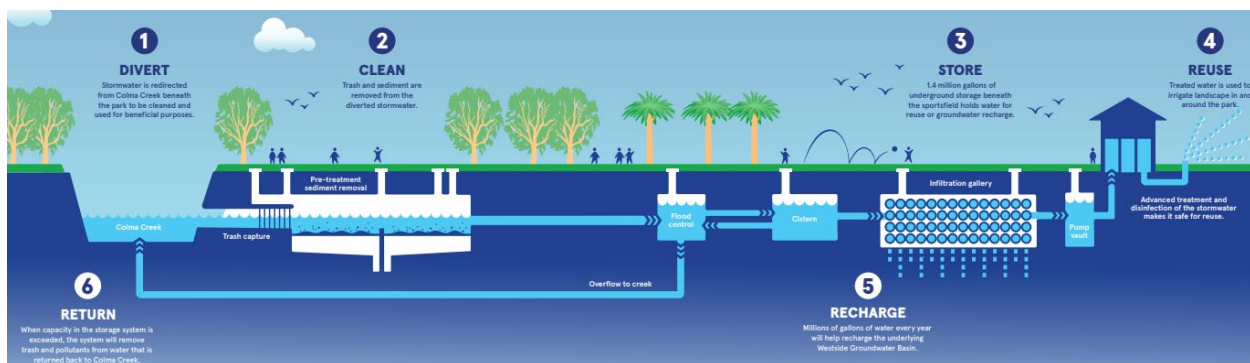 1
DIVERT
Stormwater is redirected
from Colma Creek beneath
the park to be cleaned and
used for beneficial purposes.
2
CLEAN
Trash and sediment are
removed from the
diverted stormwater.
3
STORE
1.4 million gallons of
underground storage beneath
the sportsfield holds water for
reuse or groundwater recharge.
4
REUSE
Treated water is used to
irrigate landscape in and
around the park.
Pre-treatment
sediment removal
Infiltration gallery
Advanced treatment and
disinfection of the stormwater
makes it safe for reuse.
Colma Creek
Trash capture
Flood
control
Cistern
Pump
vault
Overflow to creek
6
RETURN
When capacity in the storage system is
exceeded, the system will remove
trash and pollutants from water that is
returned back to Colma Creek.
5
RECHARGE
Millions of gallons of water every year
will help recharge the underlying
Westside Groundwater Basin.